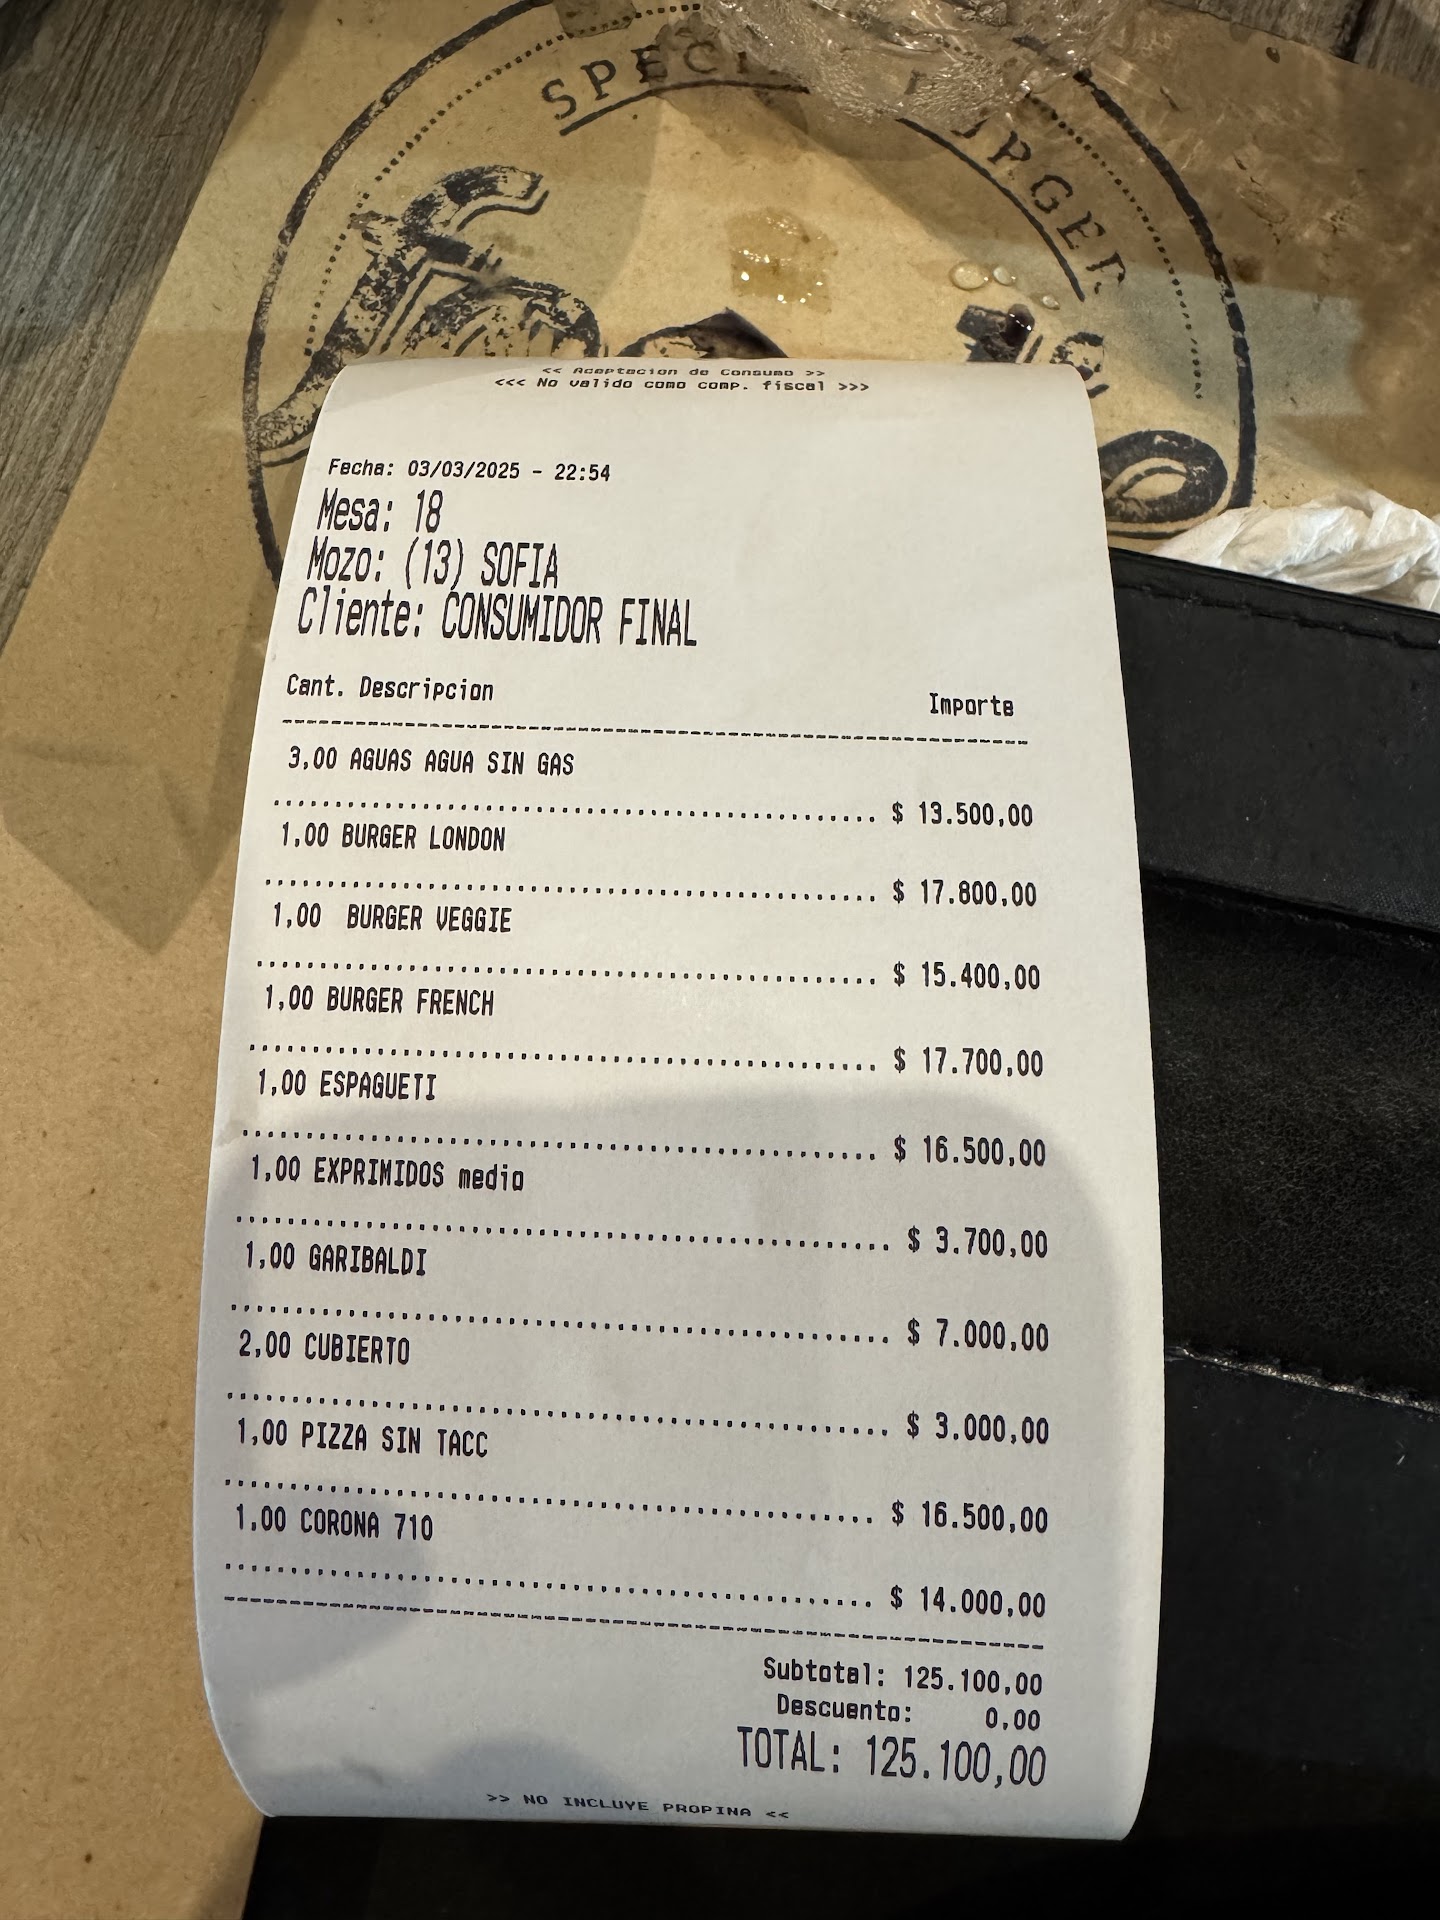 << Aceptacion de Consumo >>
<<< No valido como comp. fiscal >>>
Fecha: 03/03/2025 - 22:54
Mesa: 18
Mozo: (13) SOFIA
Cliente: CONSUMIDOR FINAL
Cant. Descripcion Importe
3,00 AGUAS AGUA SIN GAS
$ 13.500,00
1,00 BURGER LONDON
$ 17.800,00
1,00 BURGER VEGGIE
$ 15.400,00
1,00 BURGER FRENCH
$ 17.700,00
1,00 ESPAGUETI
$ 16.500,00
1,00 EXPRIMIDOS medio
$ 3.700,00
1,00 GARIBALDI
$ 7.000,00
2,00 CUBIERTO
$ 3.000,00
1,00 PIZZA SIN TACC
$ 16.500,00
1,00 CORONA 710
$ 14.000,00
Subtotal: 125.100,00
Descuento: 0,00
TOTAL: 125.100,00
>> NO INCLUYE PROPINA <<